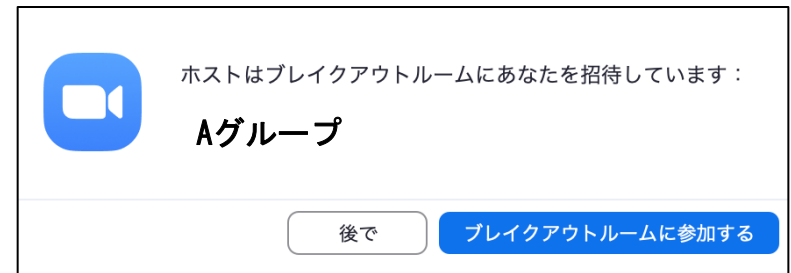 ホストはブレイクアウトルームにあなたを招待しています：
Aグループ
後で
ブレイクアウトルームに参加する